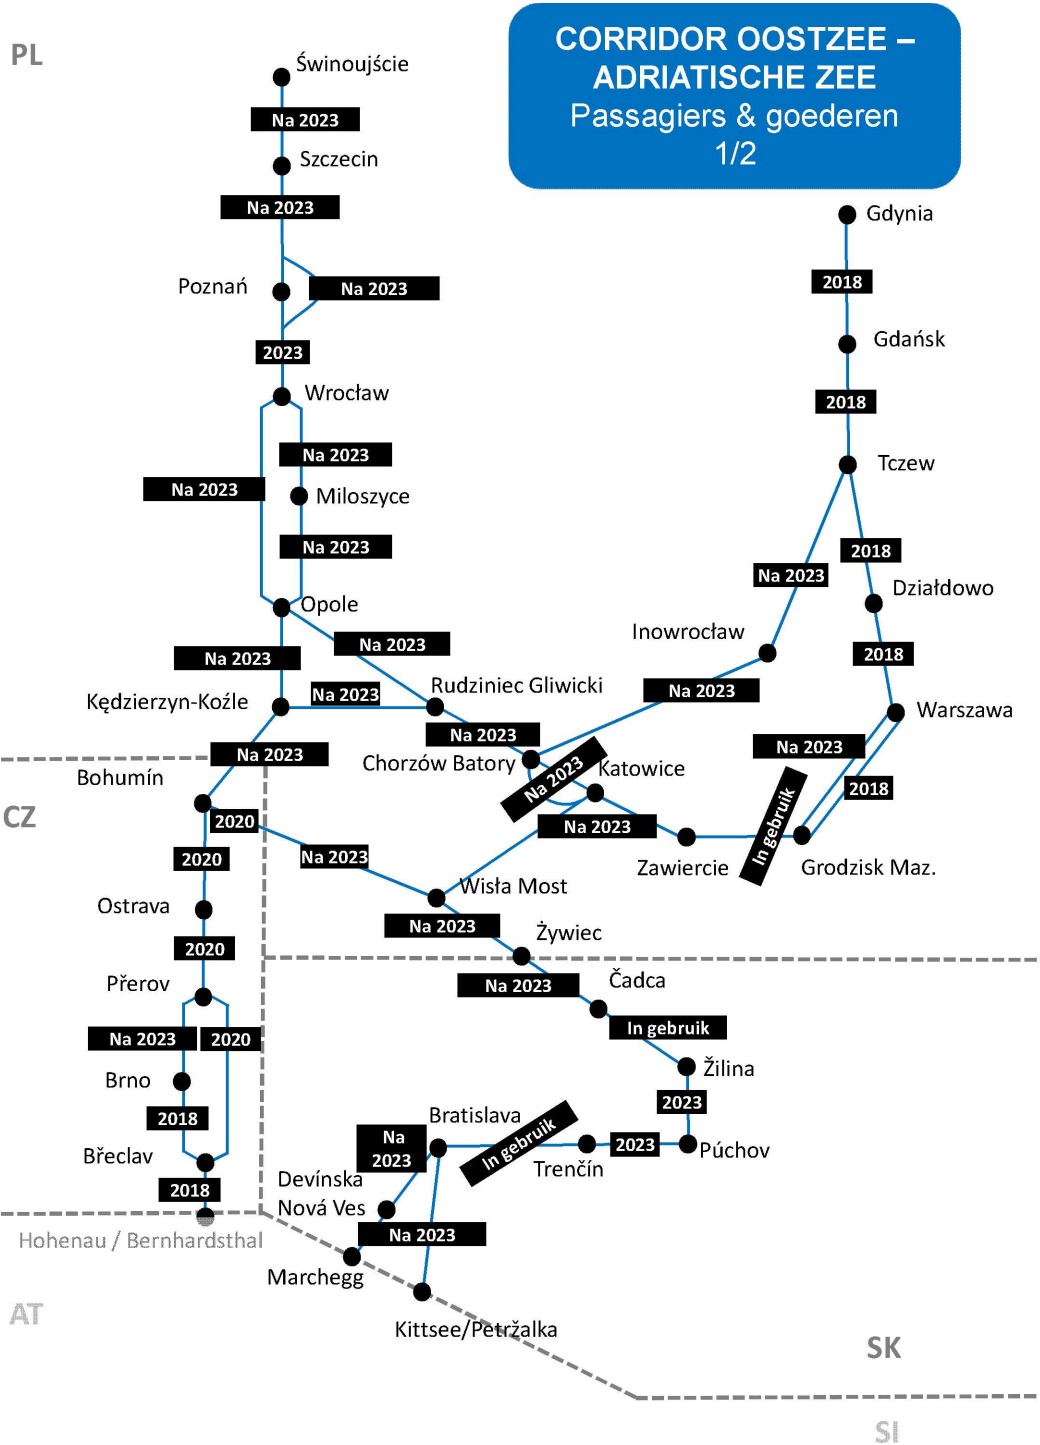 CORRIDOR OOSTZEE –
ADRIATISCHE ZEE
Passagiers & goederen
1/2
PL
Świnoujście
Na 2023
Szczecin
Na 2023
Gdynia
2018
Poznań
Na 2023
Gdańsk
2023
Wrocław
2018
Na 2023
Tczew
Na 2023
Miloszyce
Na 2023
2018
Na 2023
Działdowo
Opole
Inowrocław
Na 2023
2018
Na 2023
Rudziniec Gliwicki
Na 2023
Na 2023
Kędzierzyn-Koźle
Warszawa
Na 2023
Na 2023
Na 2023
Chorzów Batory
Katowice
Na 2023
Bohumín
2018
CZ
2020
Na 2023
In gebruik
2020
Na 2023
Zawiercie
Grodzisk Maz.
Wisła Most
Ostrava
Na 2023
Żywiec
2020
Přerov
Na 2023
Čadca
In gebruik
Na 2023
2020
Žilina
Brno
2023
2018
Bratislava
In gebruik
Na
2023
2023
Púchov
Břeclav
Trenčín
Devínska
Nová Ves
2018
Na 2023
Hohenau / Bernhardsthal
Marchegg
AT
Kittsee/Petržalka
SK
SI